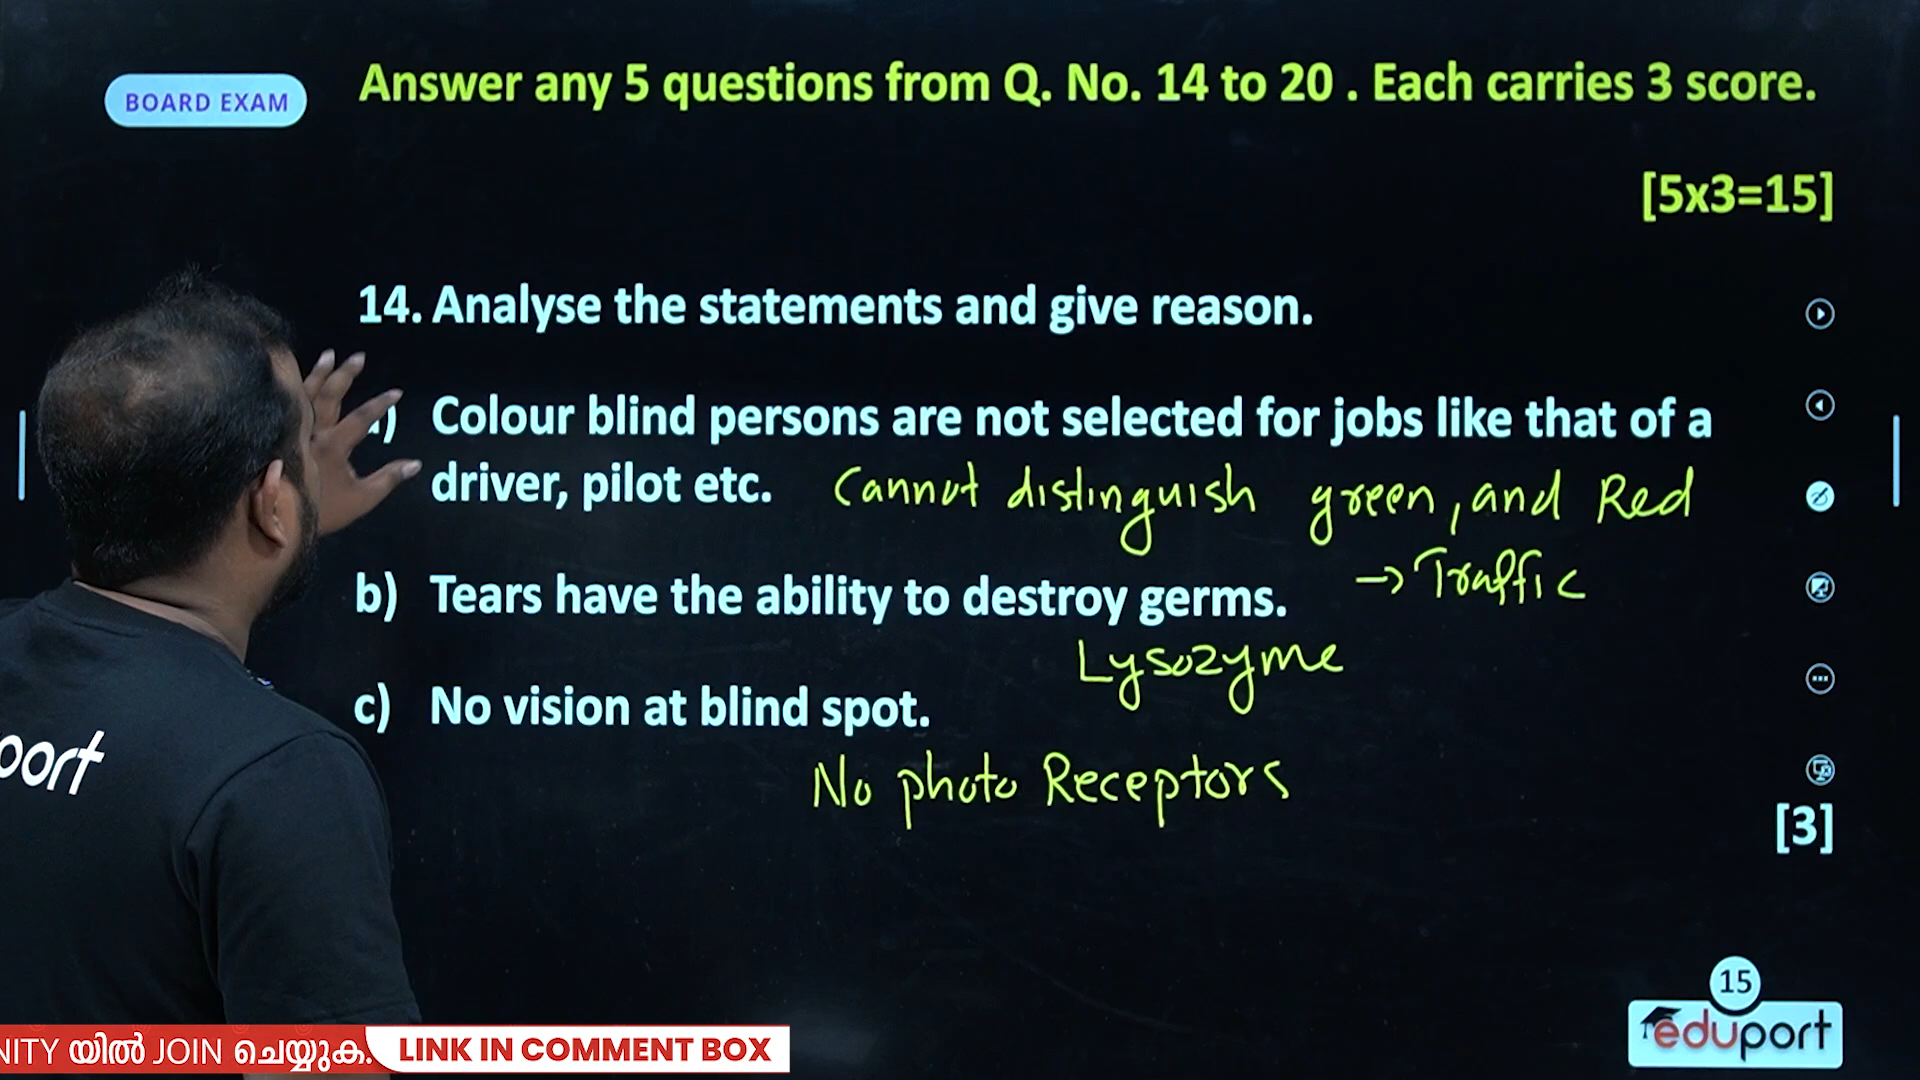 BOARD EXAM
Answer any 5 questions from Q. No. 14 to 20 . Each carries 3 score.
[5x3=15]
14. Analyse the statements and give reason.
) Colour blind persons are not selected for jobs like that of a
driver, pilot etc. Cannot distinguish green, and Red
→ Traffic
b) Tears have the ability to destroy germs.
Lysozyme
c) No vision at blind spot.
No photo Receptors
[3]
port
15
eduport
NITY യിൽ JOIN ചെയ്യുക. LINK IN COMMENT BOX